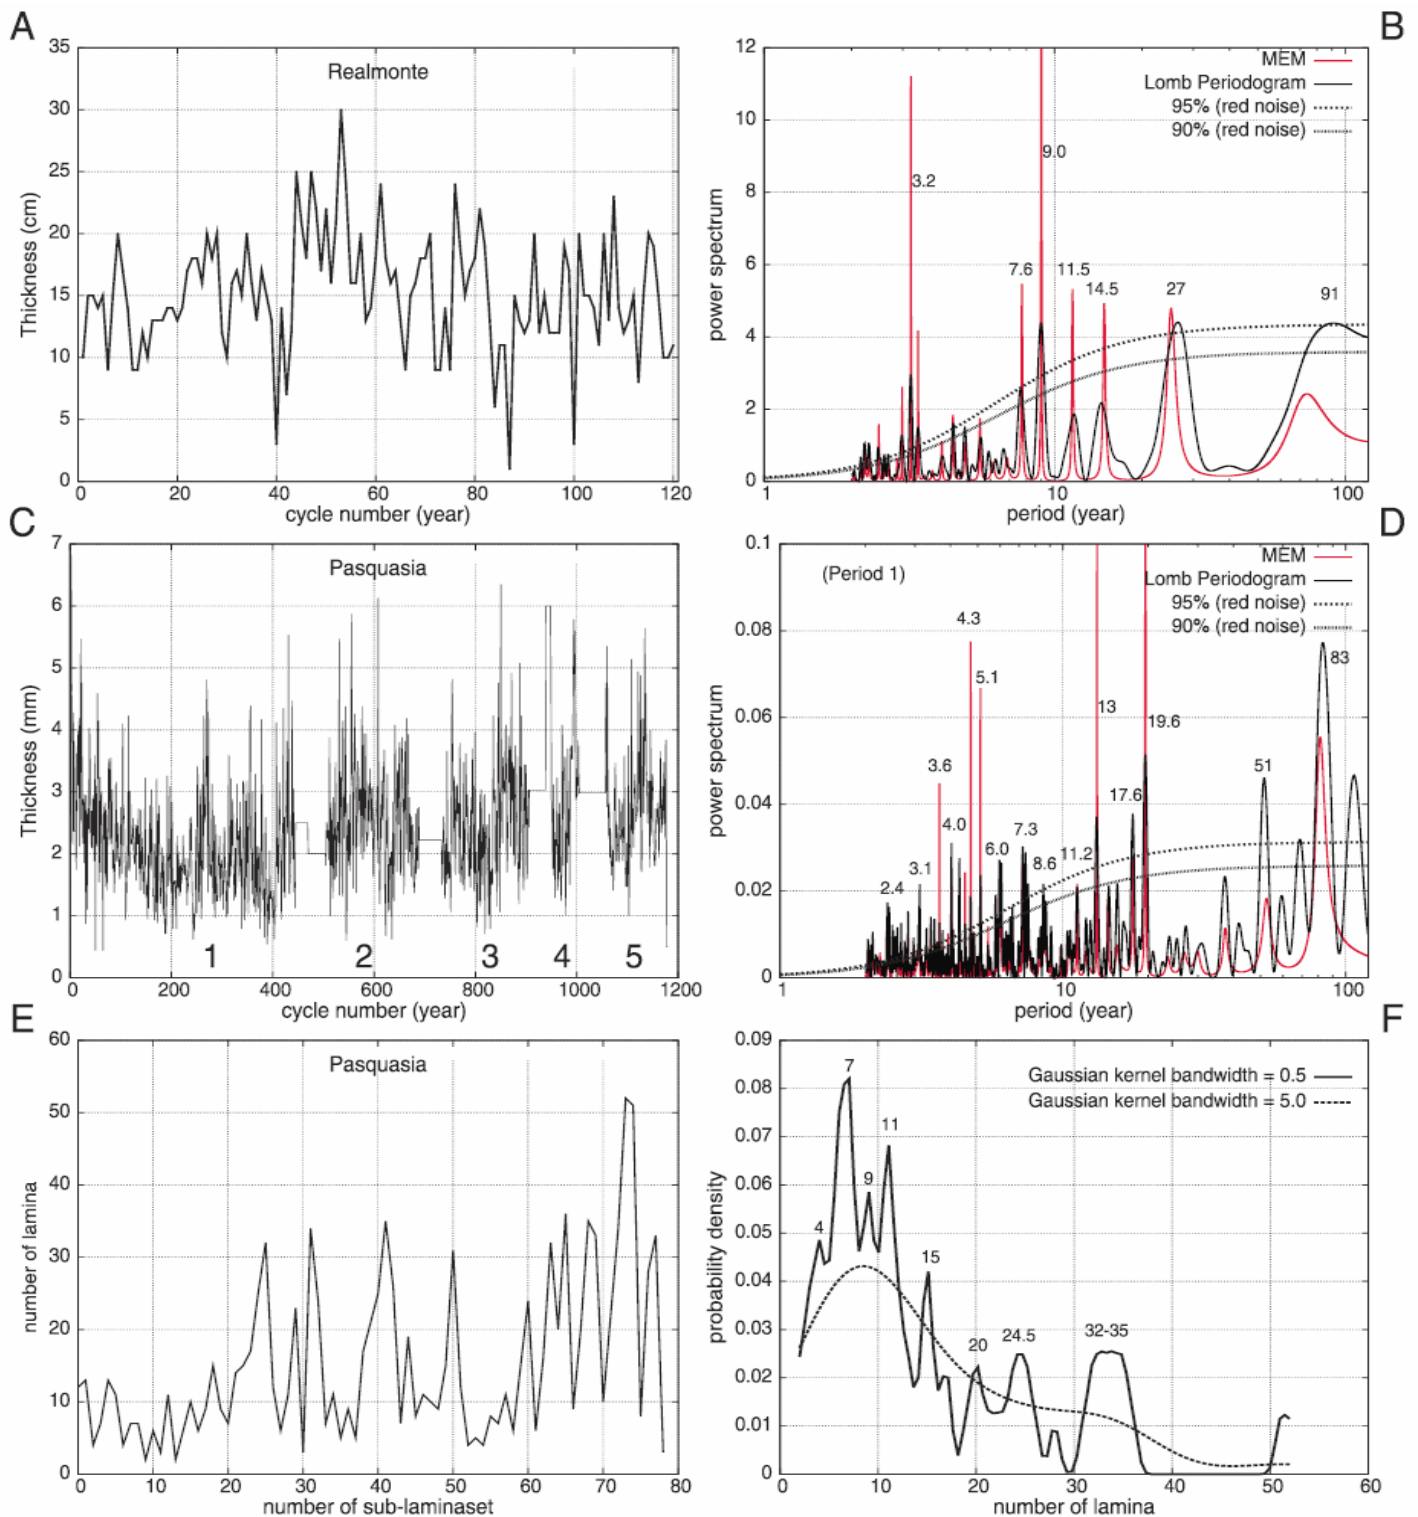 A
35
30
25
20
15
10
5
0
Thickness (cm)
Realmonte
0 20 40 60 80 100 120
cycle number (year)
B
12
10
8
6
4
2
0
power spectrum
MEM
Lomb Periodogram
95% (red noise)
90% (red noise)
9.0
3.2
7.6 11.5
14.5 27 91
1 10 100
period (year)
C
7
6
5
4
3
2
1
0
Thickness (mm)
Pasquasia
1 2 3 4 5
0 200 400 600 800 1000 1200
cycle number (year)
D
0.1
0.08
0.06
0.04
0.02
0
power spectrum
(Period 1)
MEM
Lomb Periodogram
95% (red noise)
90% (red noise)
4.3
5.1
83
13
19.6
3.6 51
17.6
4.0 7.3
6.0 11.2
3.1 8.6
2.4
1 10 100
period (year)
E
60
50
40
30
20
10
0
number of lamina
Pasquasia
0 10 20 30 40 50 60 70 80
number of sub-laminaset
F
0.09
0.08
0.07
0.06
0.05
0.04
0.03
0.02
0.01
0
probability density
Gaussian kernel bandwidth = 0.5
Gaussian kernel bandwidth = 5.0
7
11
9
4
15
20 24.5 32-35
0 10 20 30 40 50 60
number of lamina